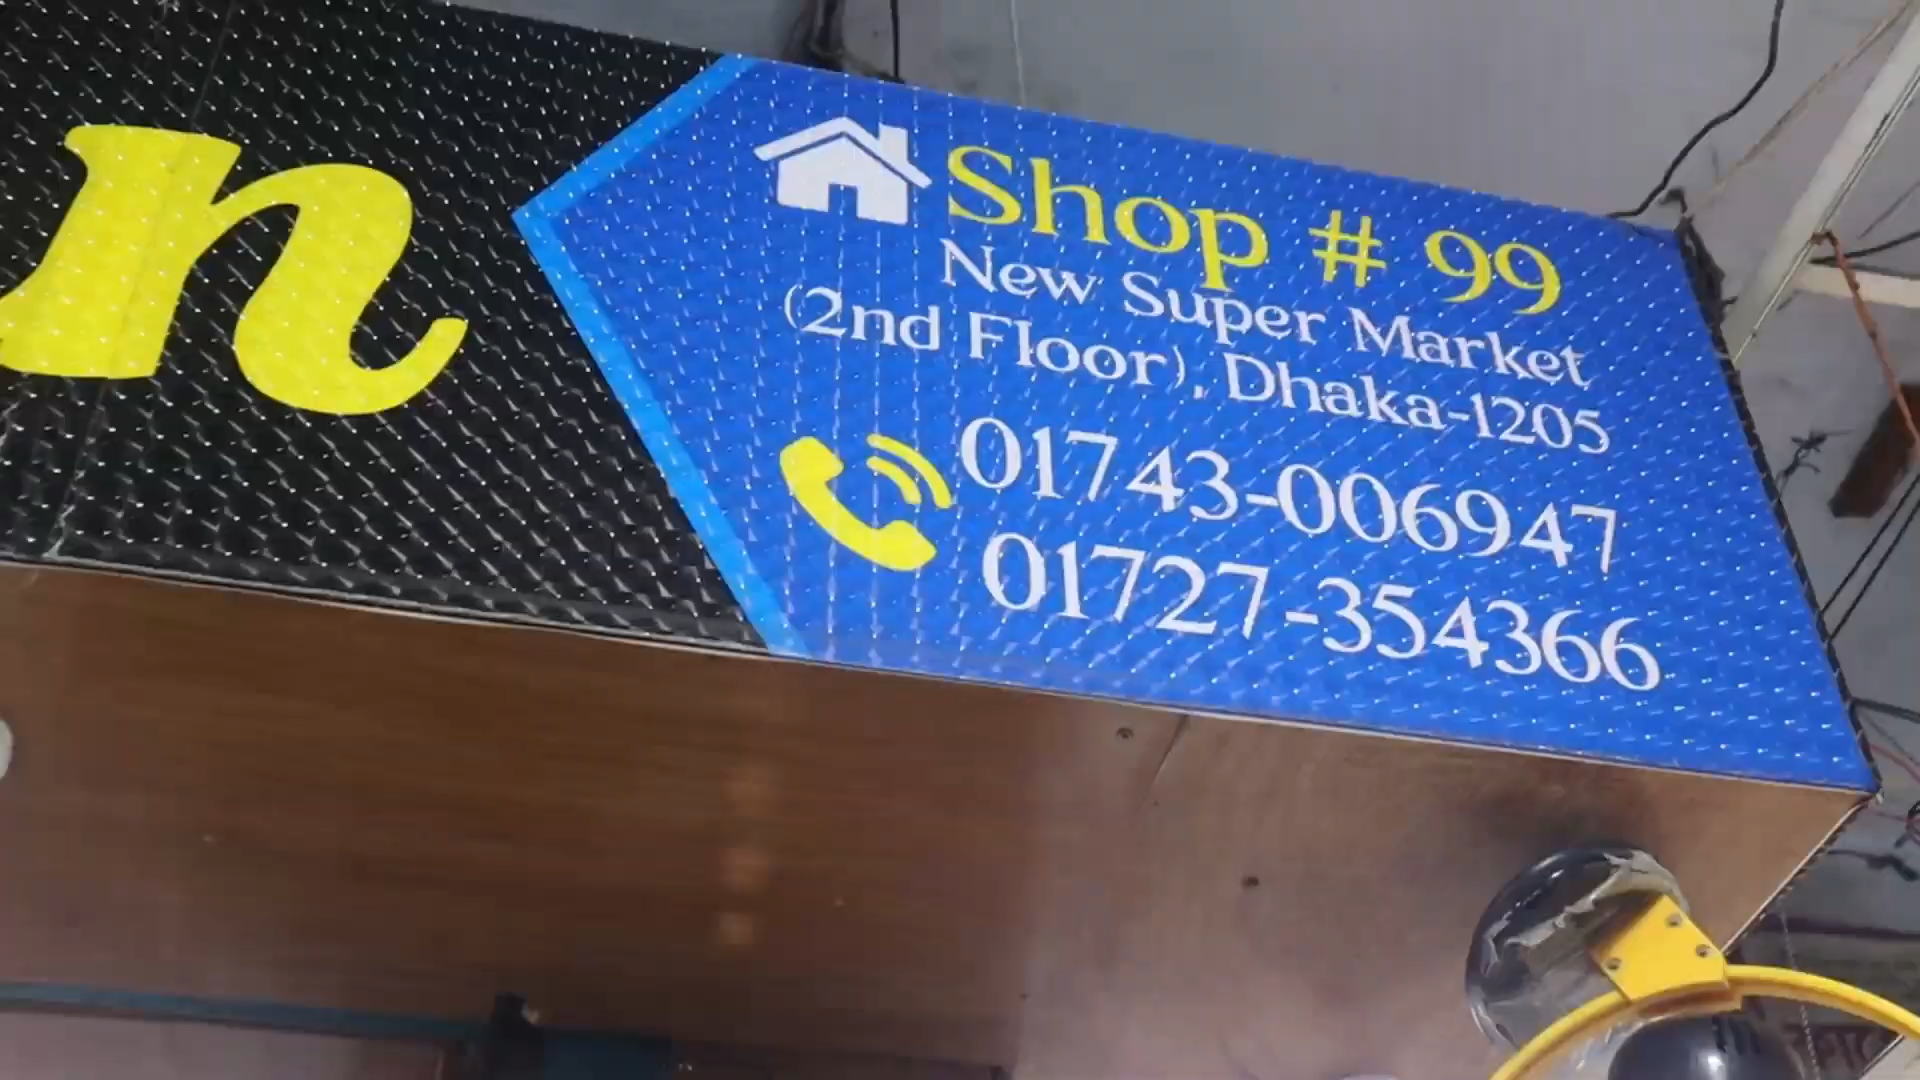 n
Shop # 99
New Super Market
(2nd Floor), Dhaka-1205
01743-006947
01727-354366